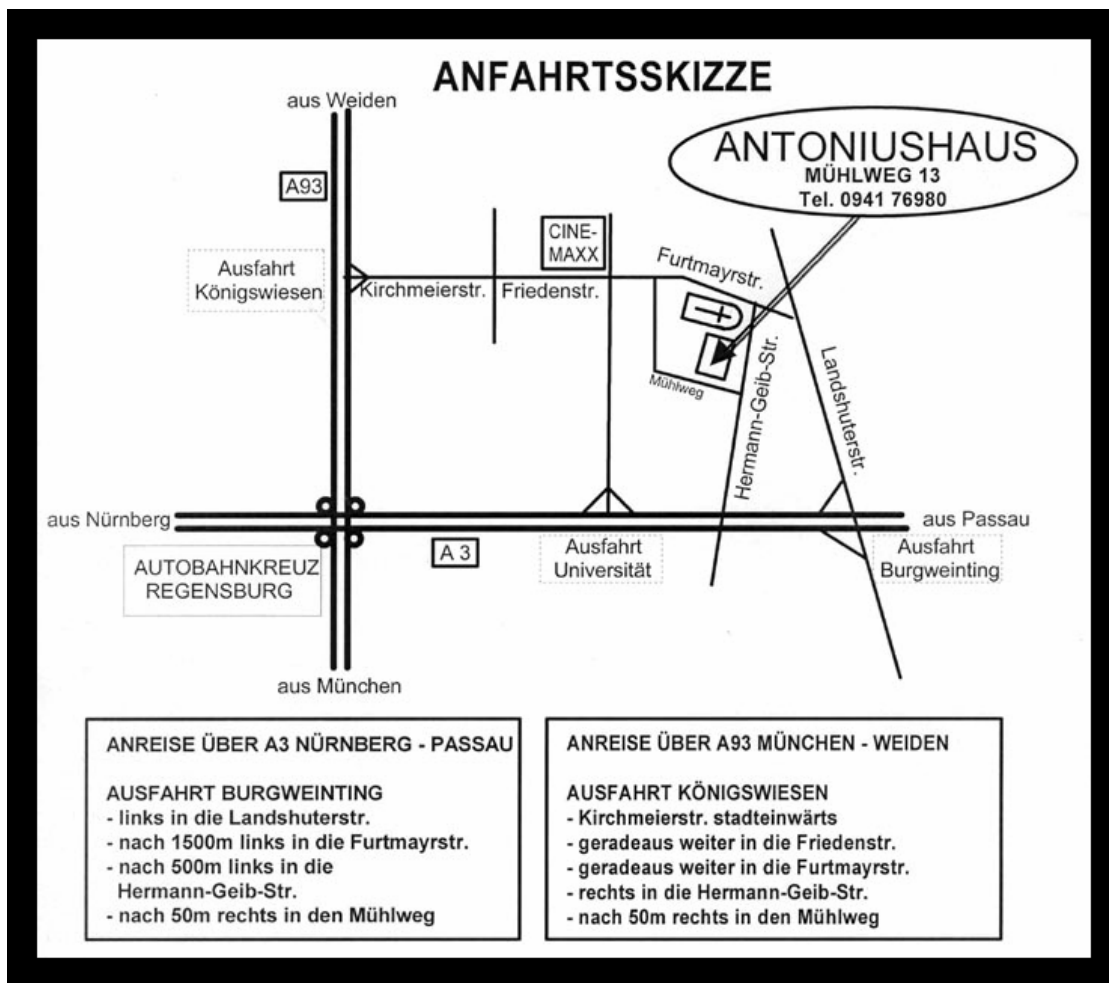 ANFAHRTSSKIZZE
aus Weiden
ANTONIUSHAUS
MÜHLWEG 13
Tel. 0941 76980
A93
CINE-
MAXX
Ausfahrt
Königswiesen
Furtmayrstr.
Kirchmeierstr.
Friedenstr.
Mühlweg
Hermann-Geib-Str.
Landshuterstr.
aus Nürnberg
aus Passau
A 3
Ausfahrt
Universität
Ausfahrt
Burgweinting
AUTOBAHNKREUZ
REGENSBURG
aus München
ANREISE ÜBER A3 NÜRNBERG - PASSAU
AUSFAHRT BURGWEINTING
- links in die Landshuterstr.
- nach 1500m links in die Furtmayrstr.
- nach 500m links in die
Hermann-Geib-Str.
- nach 50m rechts in den Mühlweg
ANREISE ÜBER A93 MÜNCHEN - WEIDEN
AUSFAHRT KÖNIGSWIESEN
- Kirchmeierstr. stadteinwärts
- geradeaus weiter in die Friedenstr.
- geradeaus weiter in die Furtmayrstr.
- rechts in die Hermann-Geib-Str.
- nach 50m rechts in den Mühlweg